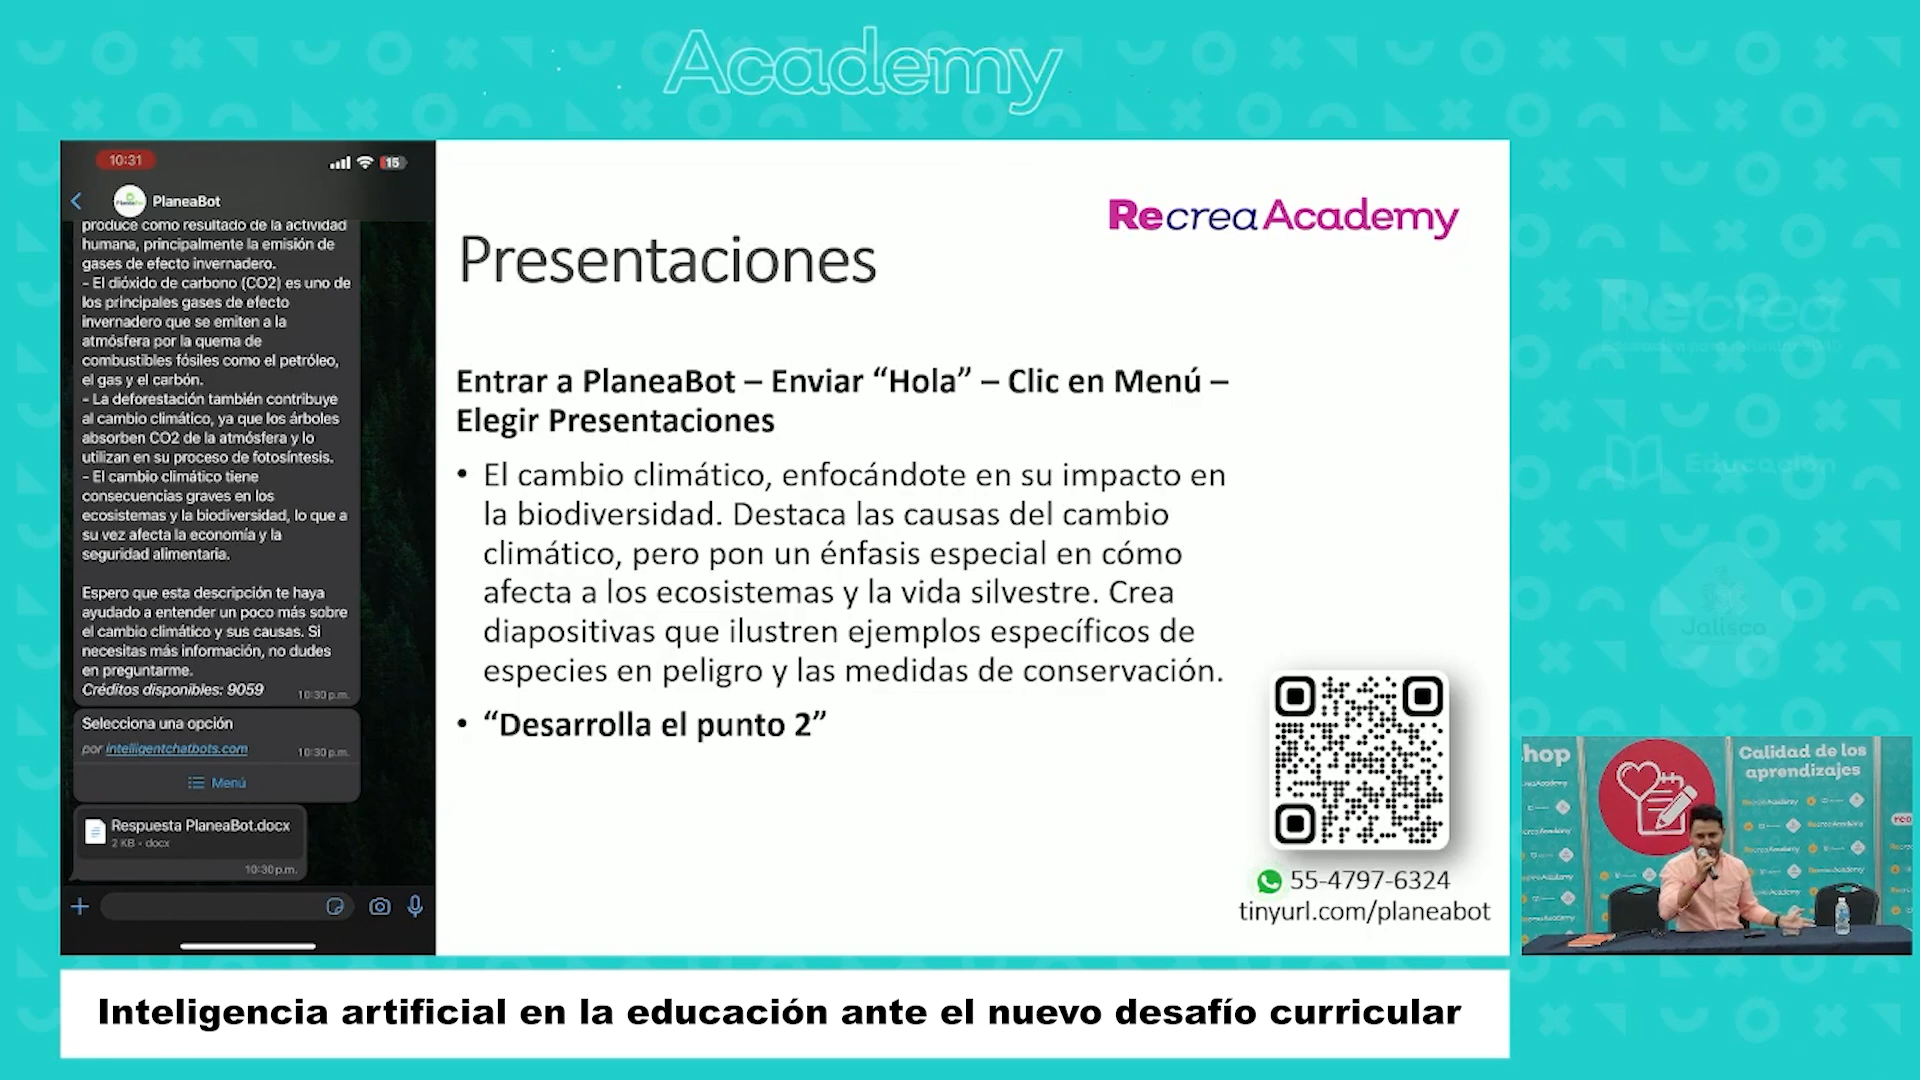 Academy
10:31
15
PlaneaBot
produce como resultado de la actividad
humana, principalmente la emisión de
gases de efecto invernadero.
- El dióxido de carbono (CO2) es uno de
los principales gases de efecto
invernadero que se emiten a la
atmósfera por la quema de
combustibles fósiles como el petróleo,
el gas y el carbón.
- La deforestación también contribuye
al cambio climático, ya que los árboles
absorben CO2 de la atmósfera y lo
utilizan en su proceso de fotosíntesis.
- El cambio climático tiene
consecuencias graves en los
ecosistemas y la biodiversidad, lo que a
su vez afecta la economía y la
seguridad alimentaria.
Espero que esta descripción te haya
ayudado a entender un poco más sobre
el cambio climático y sus causas. Si
necesitas más información, no dudes
en preguntarme.
Créditos disponibles: 9059
10:30 p.m.
Selecciona una opción
por intelligentchatbots.com
10:30 p.m.
Menú
Respuesta PlaneaBot.docx
2 KB • docx
10:30 p.m.
RecreaAcademy
Presentaciones
Entrar a PlaneaBot – Enviar “Hola” – Clic en Menú –
Elegir Presentaciones
• El cambio climático, enfocándote en su impacto en
la biodiversidad. Destaca las causas del cambio
climático, pero pon un énfasis especial en cómo
afecta a los ecosistemas y la vida silvestre. Crea
diapositivas que ilustren ejemplos específicos de
especies en peligro y las medidas de conservación.
• “Desarrolla el punto 2”
55-4797-6324
tinyurl.com/planeabot
Recrea
Educación
Jalisco
hop
Calidad de los
aprendizajes
Inteligencia artificial en la educación ante el nuevo desafío curricular